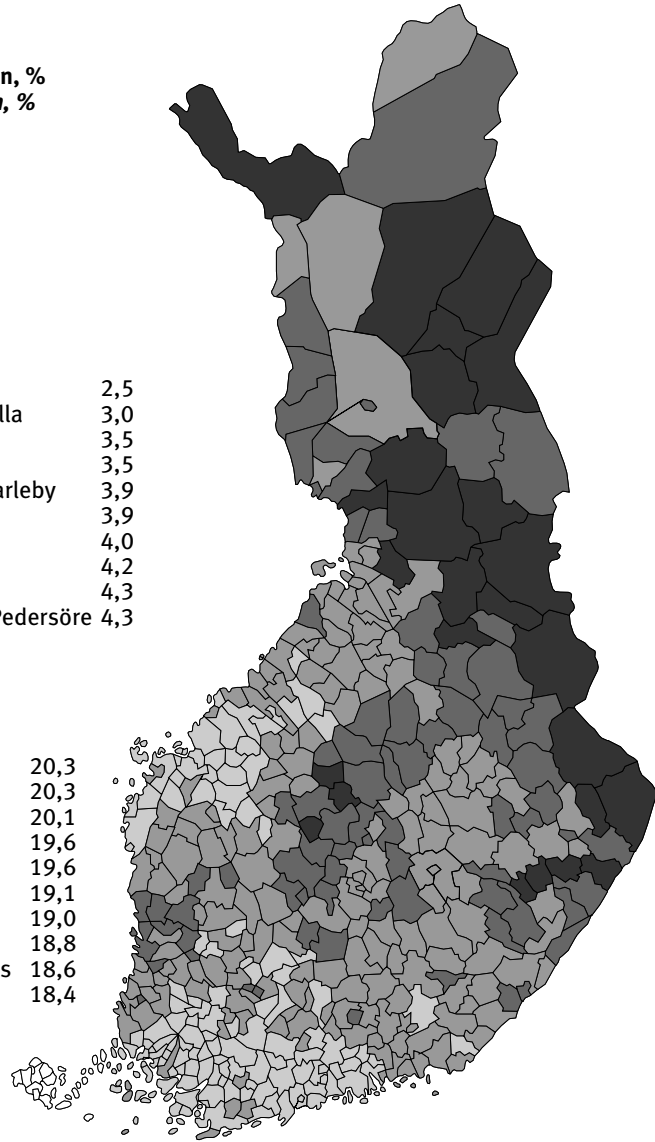 n, %
n, %
2,5
lla 3,0
3,5
3,5
arleby 3,9
3,9
4,0
4,2
4,3
Pedersöre 4,3
20,3
20,3
20,1
19,6
19,6
19,1
19,0
18,8
s 18,6
18,4